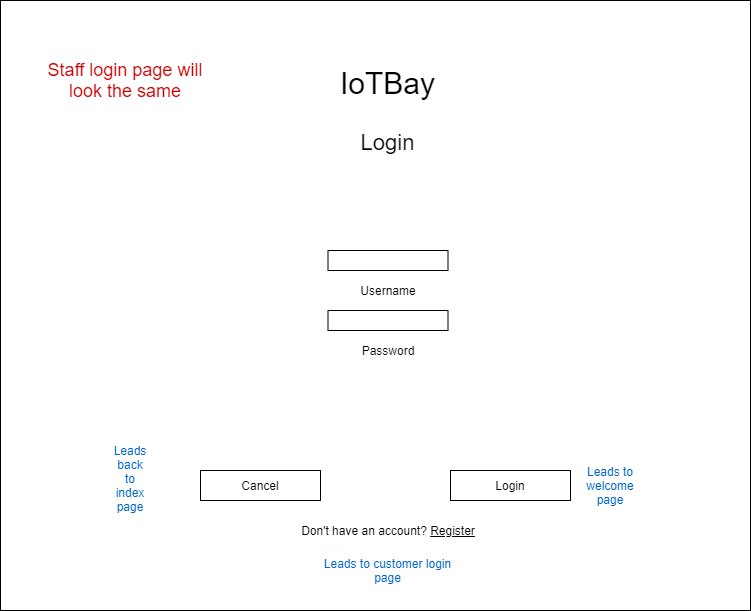 Staff login page will
look the same
IoTBay
Login
Username
Password
Leads
back
to
index
page
Cancel
Login
Leads to
welcome
page
Don't have an account? Register
Leads to customer login
page